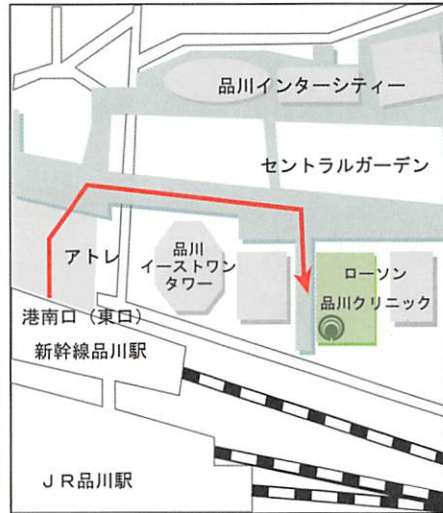 品川インターシティー
セントラルガーデン
アトレ
品川
イーストワン
タワー
ローソン
品川クリニック
港南口（東口）
新幹線品川駅
ＪＲ品川駅